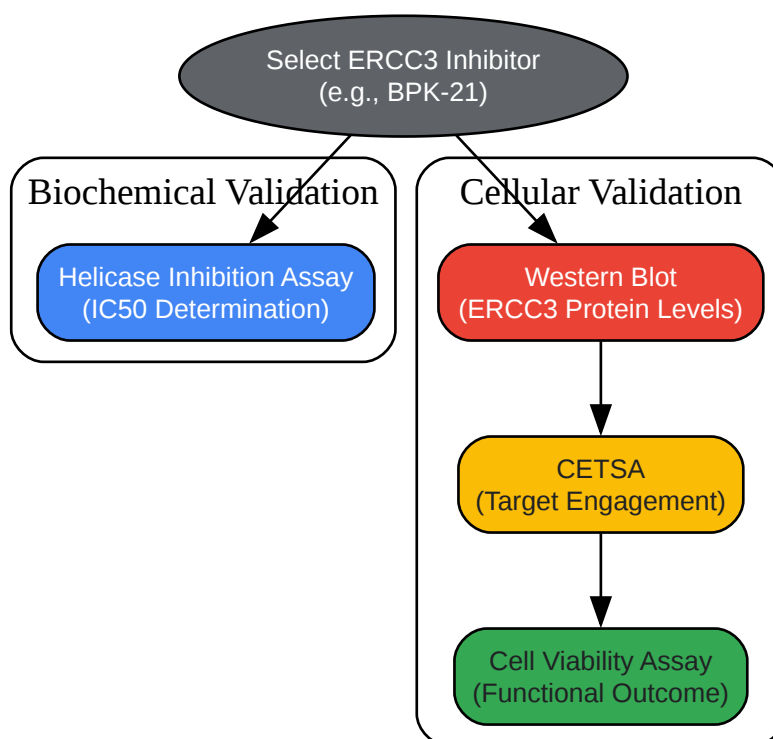 Select ERCC3 Inhibitor
(e.g., BPK-21)
Biochemical Validation
Helicase Inhibition Assay
(IC50 Determination)
Cellular Validation
Western Blot
(ERCC3 Protein Levels)
CETSA
(Target Engagement)
Cell Viability Assay
(Functional Outcome)